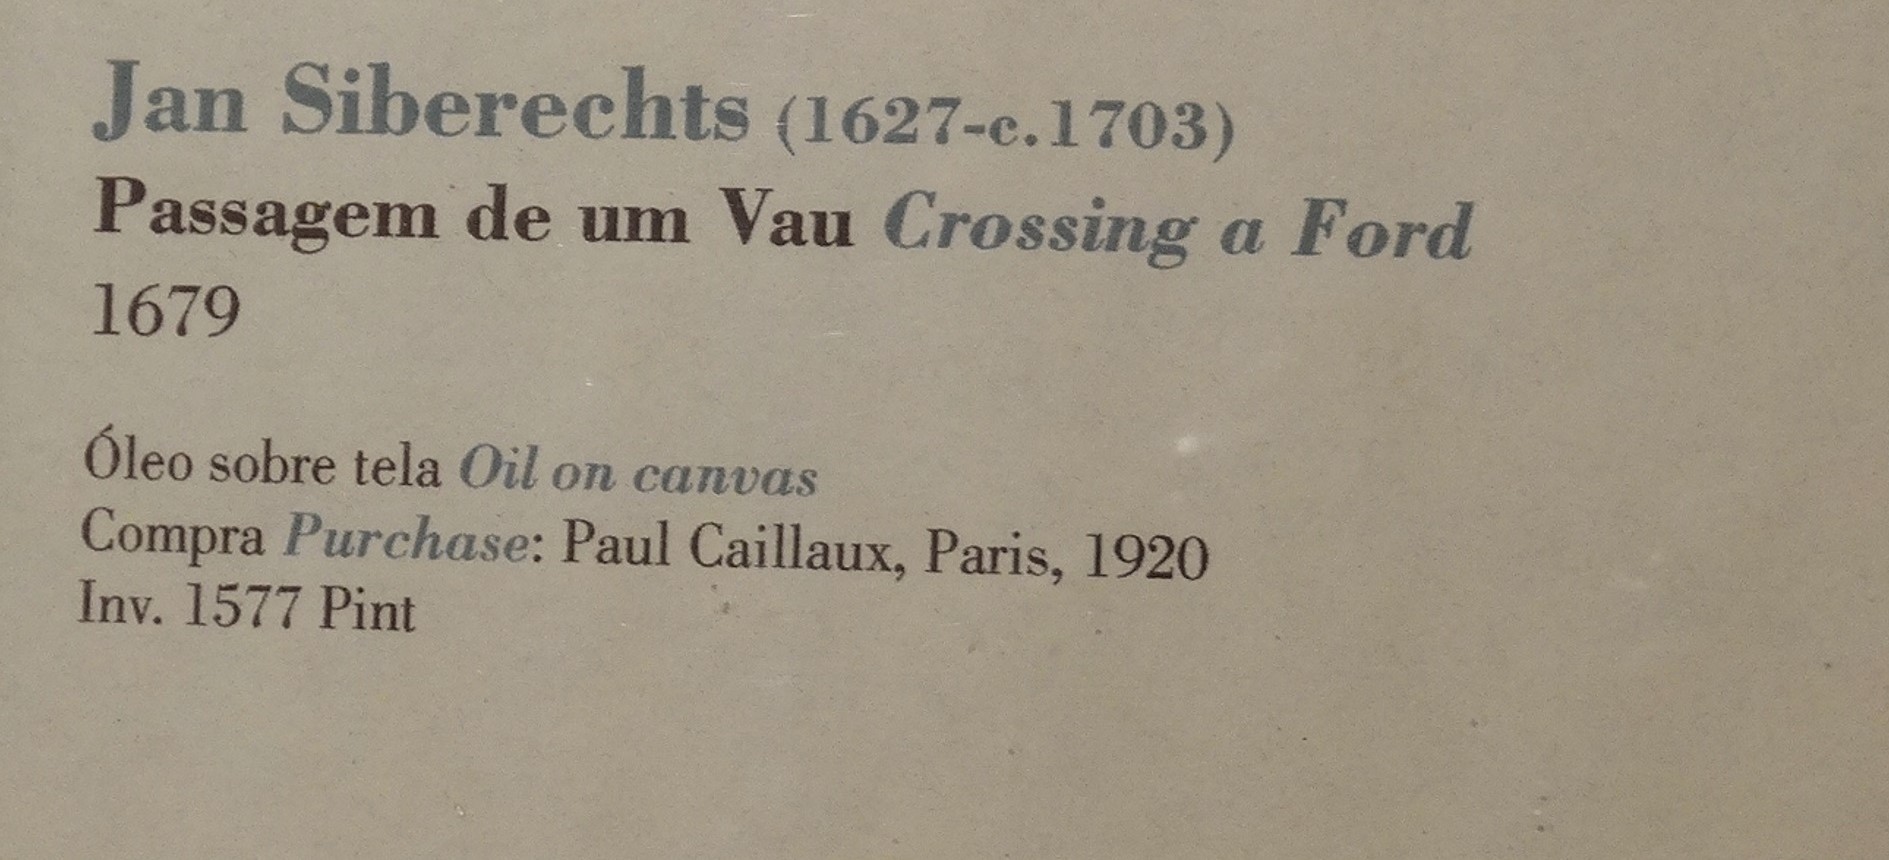 Jan Siberechts (1627-c.1703)
Passagem de um Vau Crossing a Ford
1679
Óleo sobre tela Oil on canvas
Compra Purchase: Paul Caillaux, Paris, 1920
Inv. 1577 Pint